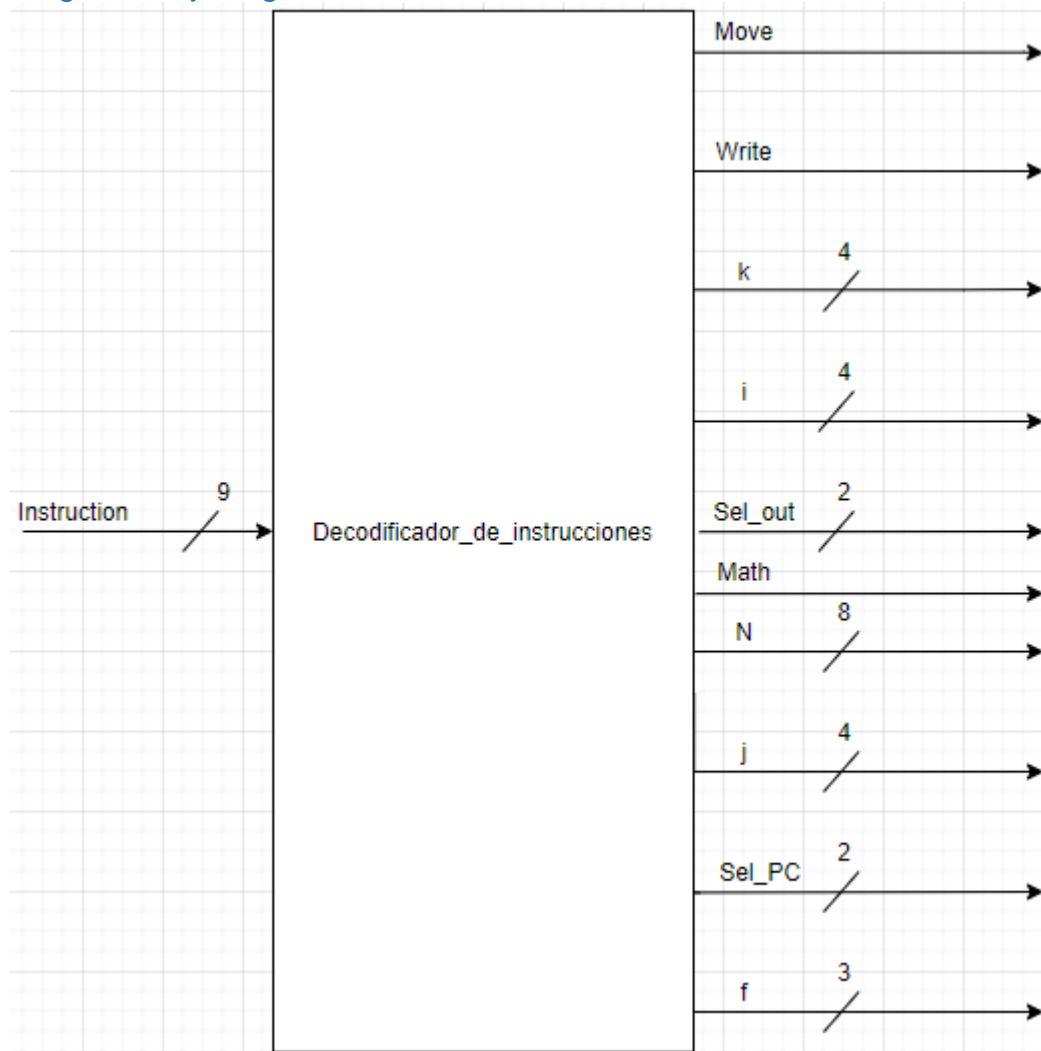 Move
Write
4
k
4
i
9
Instruction
Decodificador_de_instrucciones
2
Sel_out
Math
8
N
4
j
2
Sel_PC
3
f